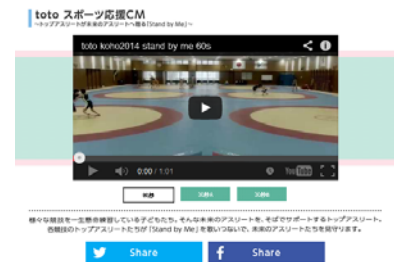 toto スポーツ応援CM
〜トップアスリートが未来のアスリートへ贈る「Stand by Me」〜
toto koho2014 stand by me 60s
0:00 / 1:01
YouTube
様々な競技を一生懸命練習している子どもたち。そんな未来のアスリートを、そばでサポートするトップアスリート。
各競技のトップアスリートたちが「Stand by Me」を歌いつないで、未来のアスリートたちを見守ります。
Share
Share